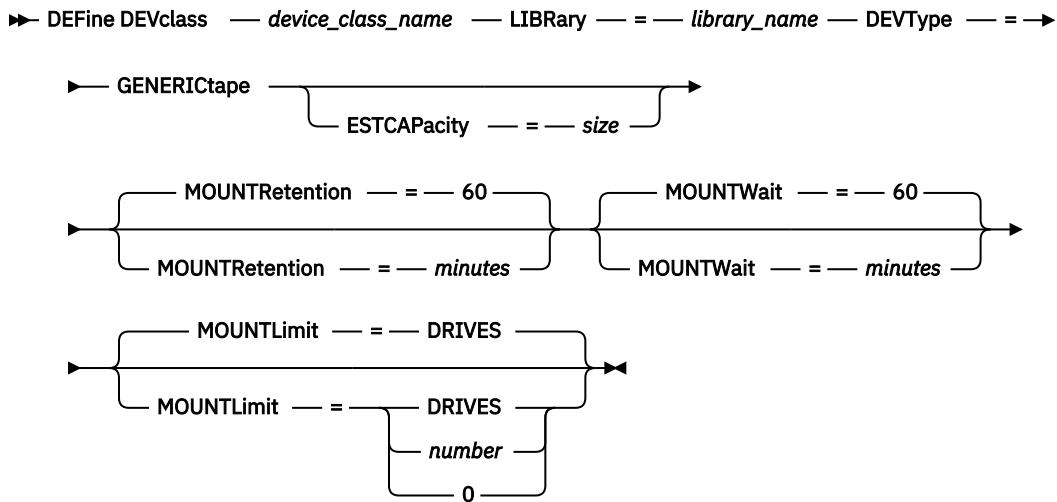 DEFine DEVclass device_class_name LIBRary = library_name DEVType =
GENERICtape
ESTCAPacity = size
MOUNTRetention = 60 MOUNTWait = 60
MOUNTRetention = minutes MOUNTWait = minutes
MOUNTLimit = DRIVES
MOUNTLimit = DRIVES
number
0